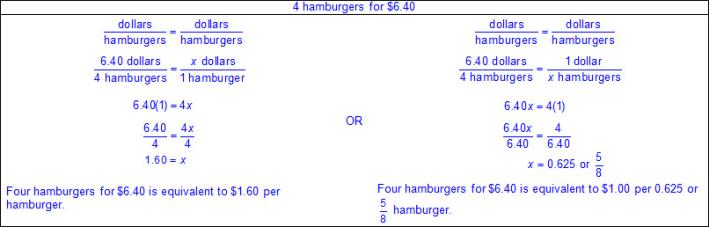 4 hamburgers for $6.40
dollars/hamburgers = dollars/hamburgers
6.40 dollars/4 hamburgers = x dollars/1 hamburger
6.40(1) = 4x
6.40/4 = 4x/4
1.60 = x
Four hamburgers for $6.40 is equivalent to $1.60 per
hamburger.
OR
dollars/hamburgers = dollars/hamburgers
6.40 dollars/4 hamburgers = 1 dollar/x hamburgers
6.40x = 4(1)
6.40x/6.40 = 4/6.40
x = 0.625 or 5/8
Four hamburgers for $6.40 is equivalent to $1.00 per 0.625 or
5/8 hamburger.